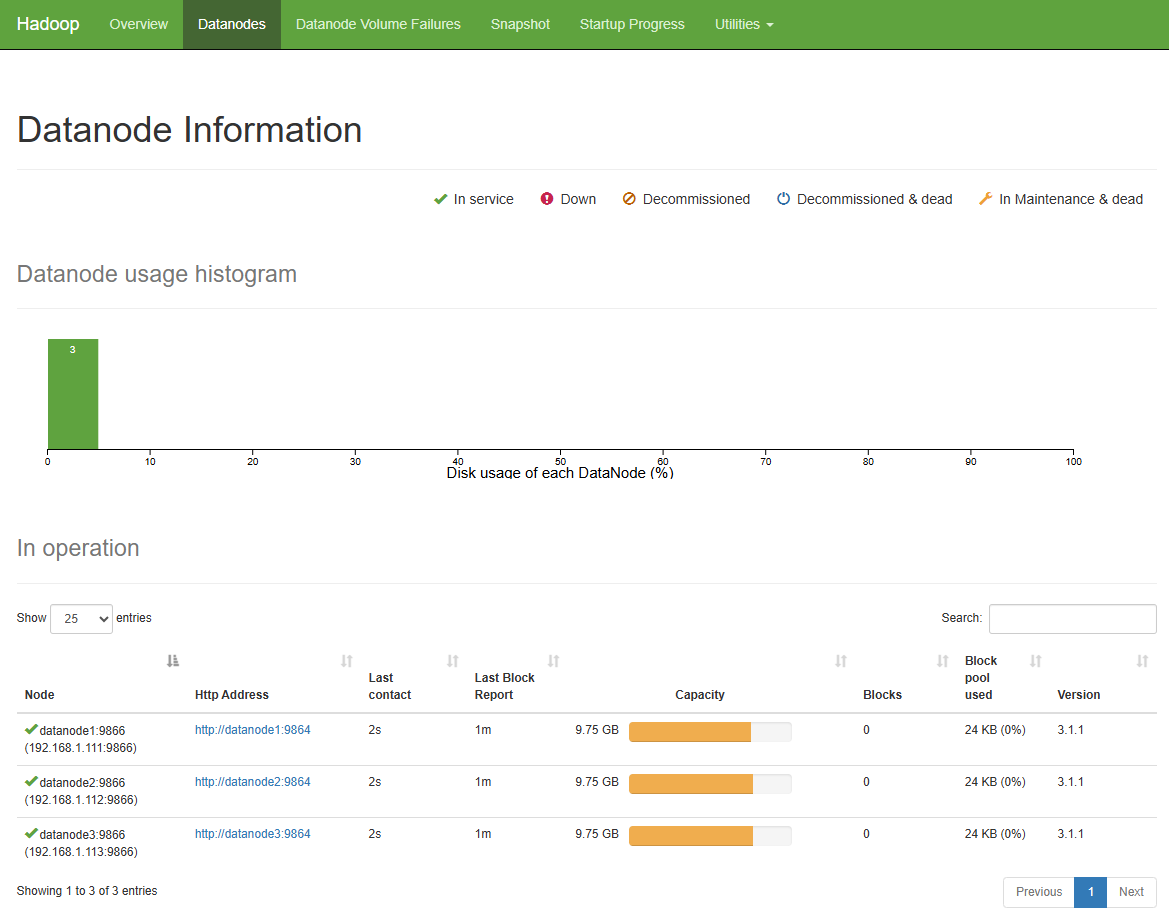 Hadoop Overview Datanodes Datanode Volume Failures Snapshot Startup Progress Utilities
Datanode Information
In service Down Decommissioned Decommissioned & dead In Maintenance & dead
Datanode usage histogram
3
0 10 20 30 40 50 60 70 80 90 100
Disk usage of each DataNode (%)
In operation
Show 25 entries Search:
Node Http Address Last contact Last Block Report Capacity Blocks Block pool used Version
datanode1:9866 http://datanode1:9864 2s 1m 9.75 GB 0 24 KB (0%) 3.1.1
(192.168.1.111:9866)
datanode2:9866 http://datanode2:9864 2s 1m 9.75 GB 0 24 KB (0%) 3.1.1
(192.168.1.112:9866)
datanode3:9866 http://datanode3:9864 2s 1m 9.75 GB 0 24 KB (0%) 3.1.1
(192.168.1.113:9866)
Showing 1 to 3 of 3 entries Previous 1 Next